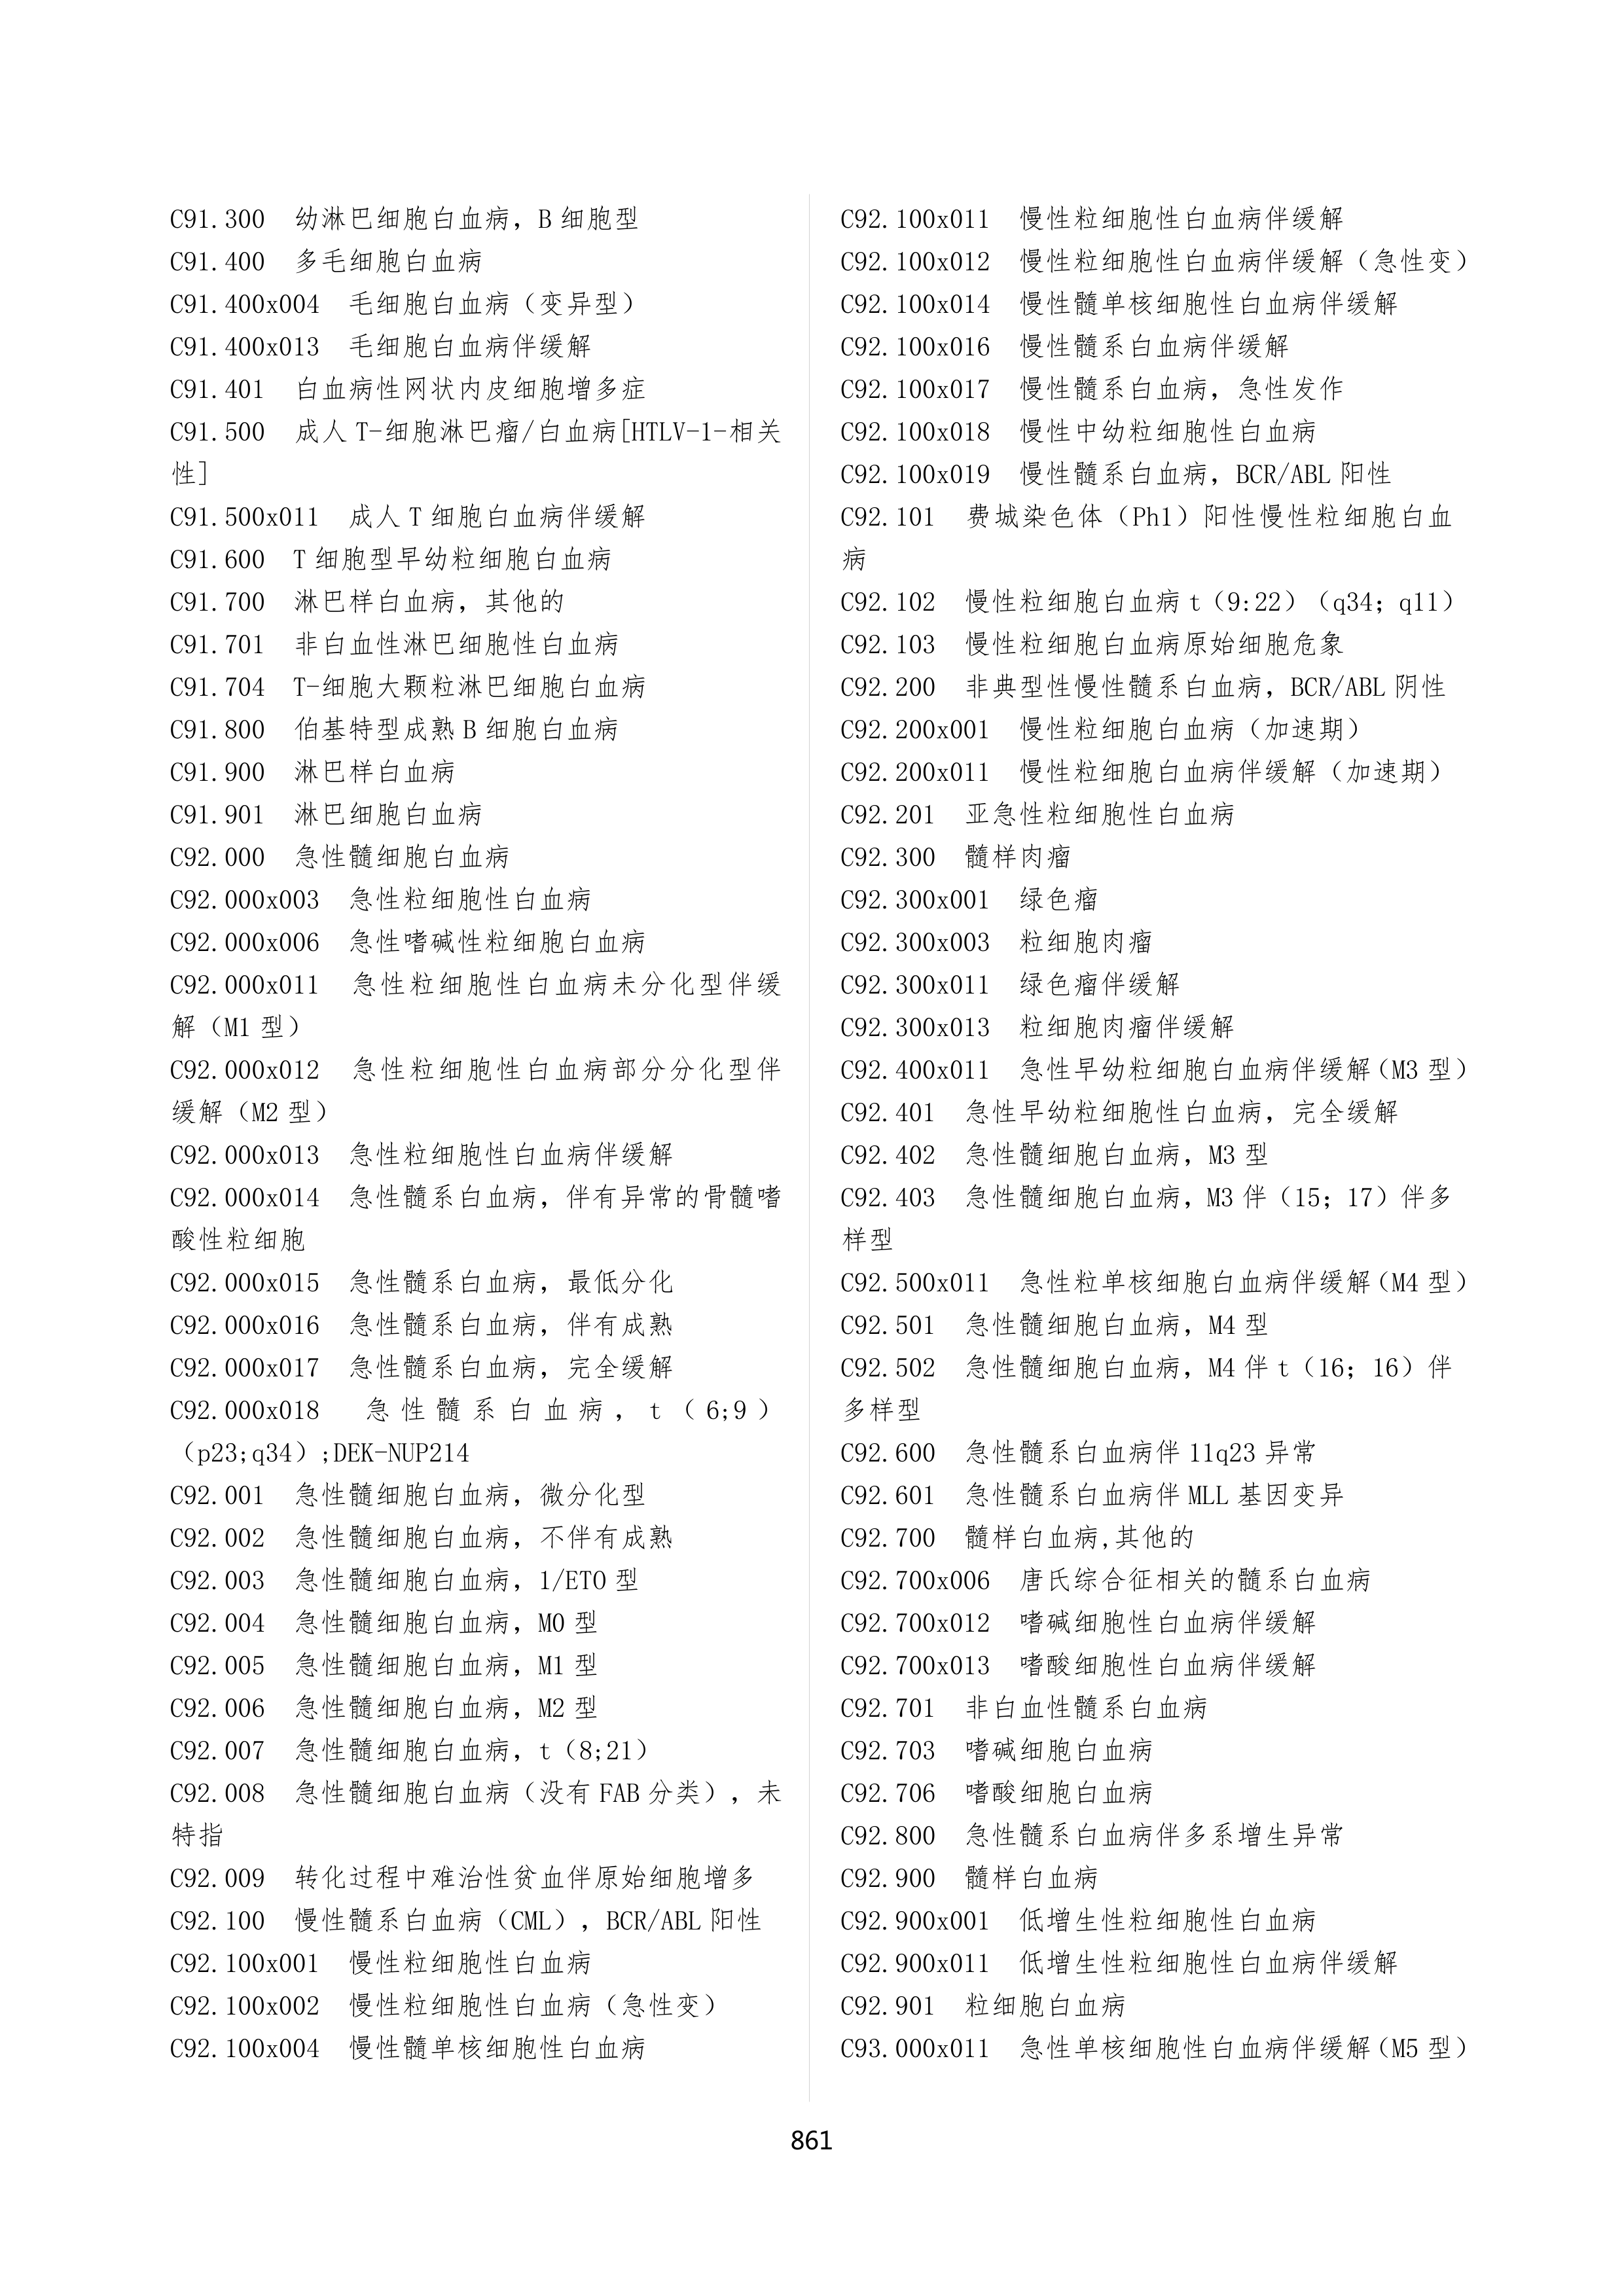 C91.300  幼淋巴细胞白血病，B 细胞型
C91.400  多毛细胞白血病
C91.400x004  毛细胞白血病（变异型）
C91.400x013  毛细胞白血病伴缓解
C91.401  白血病性网状内皮细胞增多症
C91.500  成人 T-细胞淋巴瘤/白血病[HTLV-1-相关
性]
C91.500x011  成人 T 细胞白血病伴缓解
C91.600  T 细胞型早幼粒细胞白血病
C91.700  淋巴样白血病，其他的
C91.701  非白血性淋巴细胞性白血病
C91.704  T-细胞大颗粒淋巴细胞白血病
C91.800  伯基特型成熟 B 细胞白血病
C91.900  淋巴样白血病
C91.901  淋巴细胞白血病
C92.000  急性髓细胞白血病
C92.000x003  急性粒细胞性白血病
C92.000x006  急性嗜碱性粒细胞白血病
C92.000x011  急性粒细胞性白血病未分化型伴缓
解（M1 型）
C92.000x012  急性粒细胞性白血病部分分化型伴
缓解（M2 型）
C92.000x013  急性粒细胞性白血病伴缓解
C92.000x014  急性髓系白血病，伴有异常的骨髓嗜
酸性粒细胞
C92.000x015  急性髓系白血病，最低分化
C92.000x016  急性髓系白血病，伴有成熟
C92.000x017  急性髓系白血病，完全缓解
C92.000x018  急性髓系白血病，t（6;9）
（p23;q34）;DEK-NUP214
C92.001  急性髓细胞白血病，微分化型
C92.002  急性髓细胞白血病，不伴有成熟
C92.003  急性髓细胞白血病，1/ETO 型
C92.004  急性髓细胞白血病，M0 型
C92.005  急性髓细胞白血病，M1 型
C92.006  急性髓细胞白血病，M2 型
C92.007  急性髓细胞白血病，t（8;21）
C92.008  急性髓细胞白血病（没有 FAB 分类），未
特指
C92.009  转化过程中难治性贫血伴原始细胞增多
C92.100  慢性髓系白血病（CML），BCR/ABL 阳性
C92.100x001  慢性粒细胞性白血病
C92.100x002  慢性粒细胞性白血病（急性变）
C92.100x004  慢性髓单核细胞性白血病
C92.100x011  慢性粒细胞性白血病伴缓解
C92.100x012  慢性粒细胞性白血病伴缓解（急性变）
C92.100x014  慢性髓单核细胞性白血病伴缓解
C92.100x016  慢性髓系白血病伴缓解
C92.100x017  慢性髓系白血病，急性发作
C92.100x018  慢性中幼粒细胞性白血病
C92.100x019  慢性髓系白血病，BCR/ABL 阳性
C92.101  费城染色体（Ph1）阳性慢性粒细胞白血
病
C92.102  慢性粒细胞白血病 t（9:22）（q34；q11）
C92.103  慢性粒细胞白血病原始细胞危象
C92.200  非典型性慢性髓系白血病，BCR/ABL 阴性
C92.200x001  慢性粒细胞白血病（加速期）
C92.200x011  慢性粒细胞白血病伴缓解（加速期）
C92.201  亚急性粒细胞性白血病
C92.300  髓样肉瘤
C92.300x001  绿色瘤
C92.300x003  粒细胞肉瘤
C92.300x011  绿色瘤伴缓解
C92.300x013  粒细胞肉瘤伴缓解
C92.400x011  急性早幼粒细胞白血病伴缓解（M3 型）
C92.401  急性早幼粒细胞性白血病，完全缓解
C92.402  急性髓细胞白血病，M3 型
C92.403  急性髓细胞白血病，M3 伴（15；17）伴多
样型
C92.500x011  急性粒单核细胞白血病伴缓解（M4 型）
C92.501  急性髓细胞白血病，M4 型
C92.502  急性髓细胞白血病，M4 伴 t（16；16）伴
多样型
C92.600  急性髓系白血病伴 11q23 异常
C92.601  急性髓系白血病伴 MLL 基因变异
C92.700  髓样白血病,其他的
C92.700x006  唐氏综合征相关的髓系白血病
C92.700x012  嗜碱细胞性白血病伴缓解
C92.700x013  嗜酸细胞性白血病伴缓解
C92.701  非白血性髓系白血病
C92.703  嗜碱细胞白血病
C92.706  嗜酸细胞白血病
C92.800  急性髓系白血病伴多系增生异常
C92.900  髓样白血病
C92.900x001  低增生性粒细胞性白血病
C92.900x011  低增生性粒细胞性白血病伴缓解
C92.901  粒细胞白血病
C93.000x011  急性单核细胞性白血病伴缓解（M5 型）
861